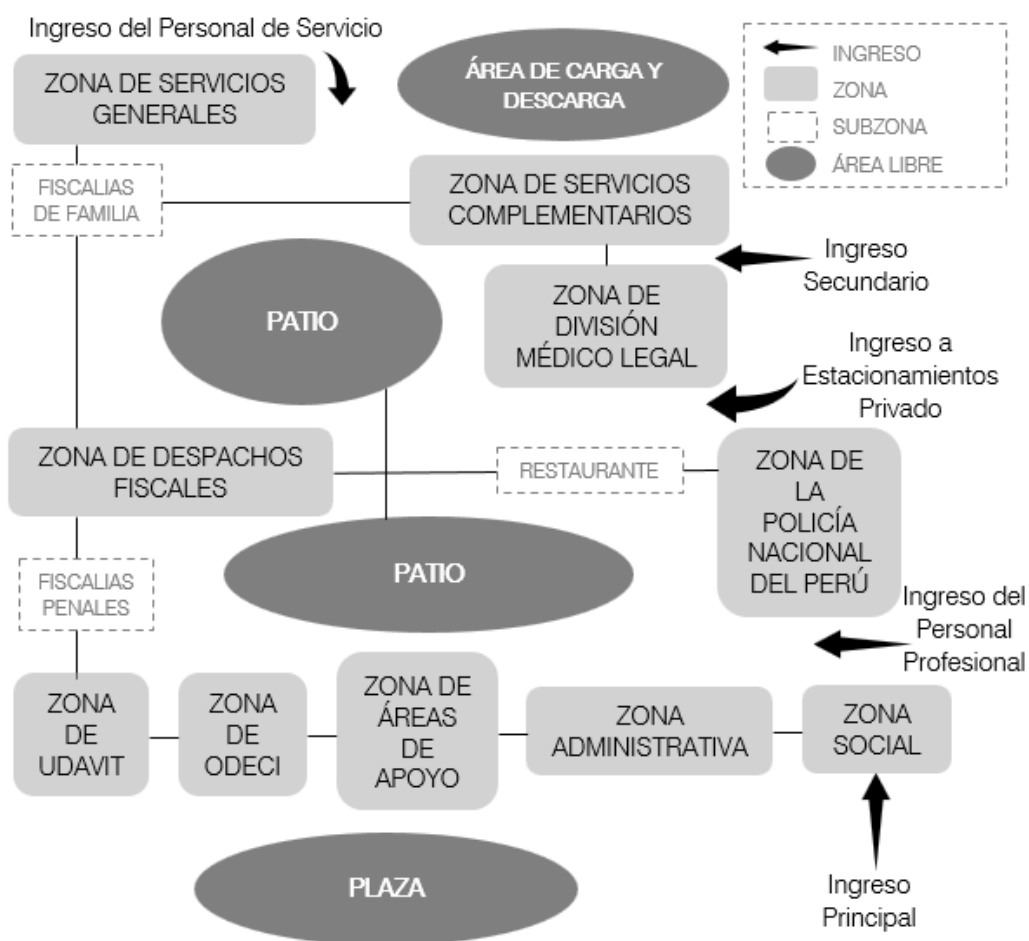 Ingreso del Personal de Servicio
ZONA DE SERVICIOS
GENERALES
ÁREA DE CARGA Y
DESCARGA
INGRESO
ZONA
SUBZONA
ÁREA LIBRE
FISCALIAS
DE FAMILIA
ZONA DE SERVICIOS
COMPLEMENTARIOS
Ingreso
Secundario
PATIO
ZONA DE
DIVISIÓN
MÉDICO LEGAL
Ingreso a
Estacionamientos
Privado
ZONA DE DESPACHOS
FISCALES
RESTAURANTE
ZONA DE
LA
POLICÍA
NACIONAL
DEL PERÚ
PATIO
FISCALIAS
PENALES
Ingreso del
Personal
Profesional
ZONA
DE
UDAVIT
ZONA
DE
ODECI
ZONA DE
ÁREAS
DE
APOYO
ZONA
ADMINISTRATIVA
ZONA
SOCIAL
PLAZA
Ingreso
Principal